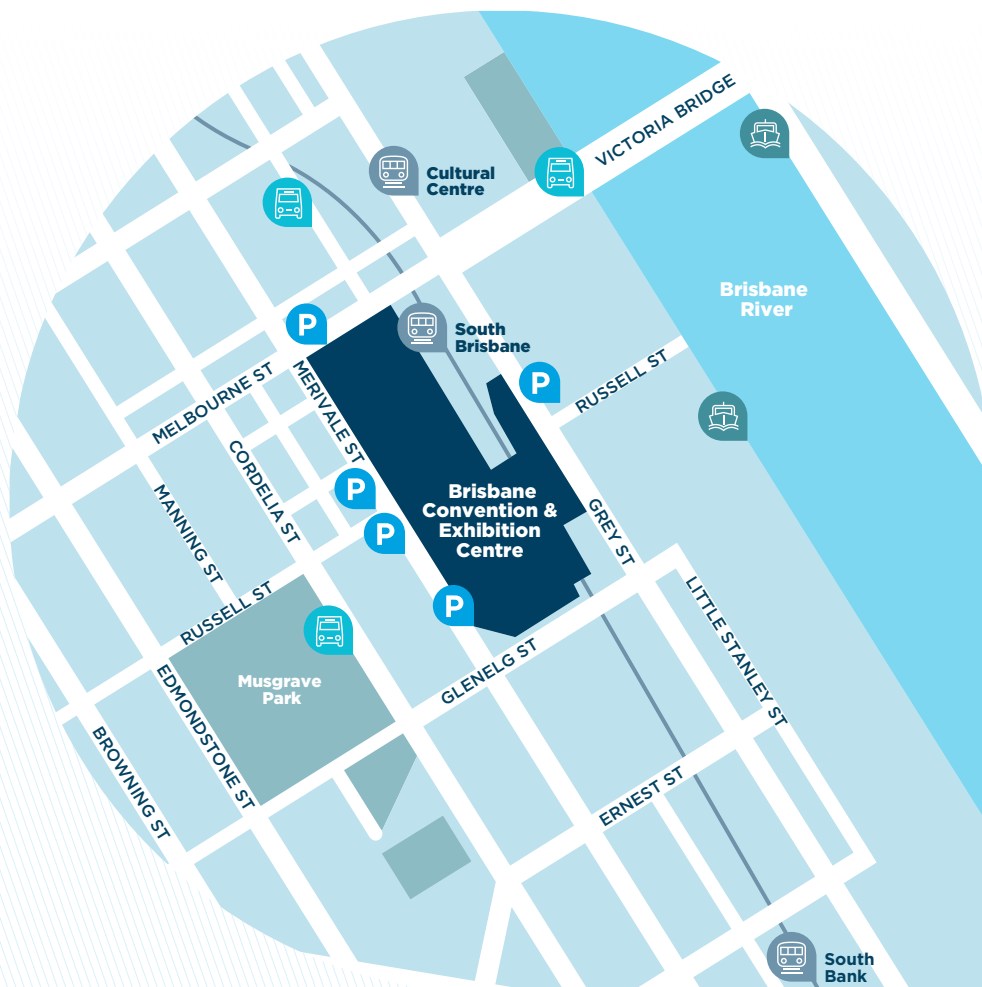 VICTORIA BRIDGE
Cultural
Centre
Brisbane
River
P
South
Brisbane
P
RUSSELL ST
MELBOURNE ST
MERIVALE ST
CORDELIA ST
MANNING ST
P
P
Brisbane
Convention &
Exhibition
Centre
GREY ST
P
RUSSELL ST
LITTLE STANLEY ST
GLENELG ST
Musgrave
Park
EDMONDSTONE ST
BROWNING ST
ERNEST ST
South
Bank